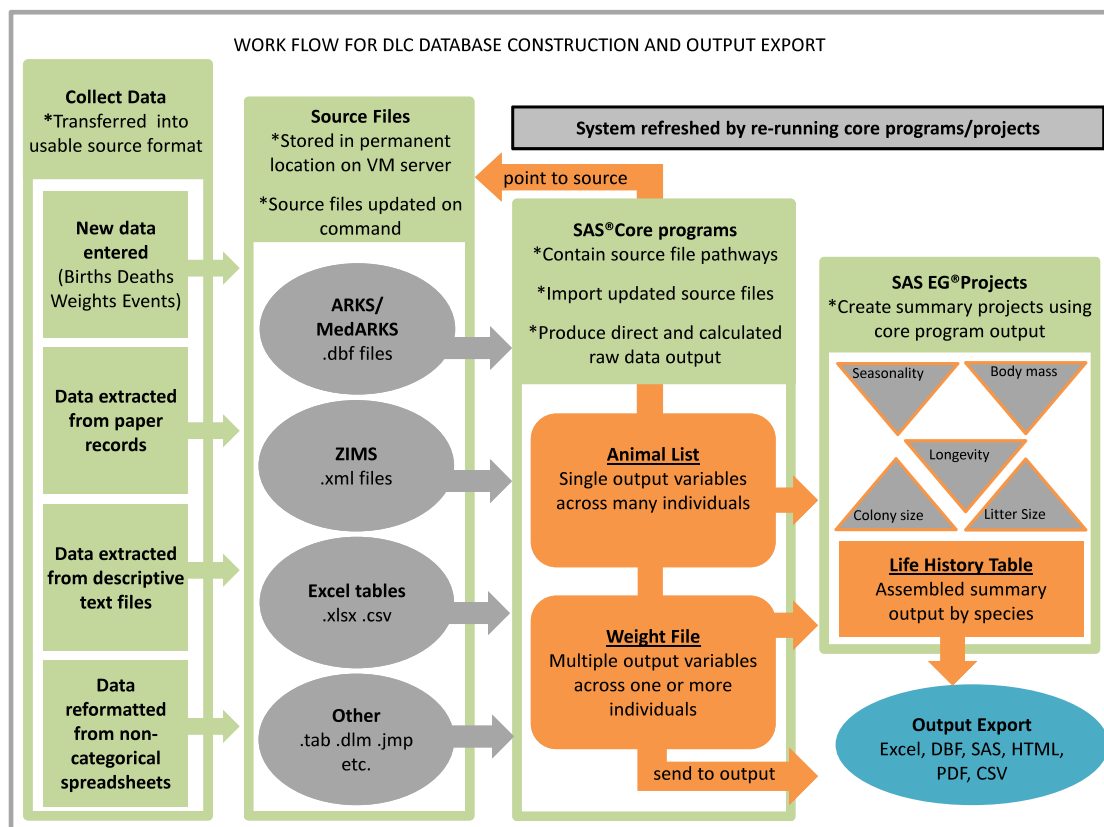 WORK FLOW FOR DLC DATABASE CONSTRUCTION AND OUTPUT EXPORT
Collect Data
*Transferred into
usable source format
New data
entered
(Births Deaths
Weights Events)
Data extracted
from paper
records
Data extracted
from descriptive
text files
Data
reformatted
from non-
categorical
spreadsheets
Source Files
*Stored in permanent
location on VM server
*Source files updated on
command
ARKS/
MedARKS
.dbf files
ZIMS
.xml files
Excel tables
.xlsx .csv
Other
.tab .dlm .jmp
etc.
System refreshed by re-running core programs/projects
point to source
SAS®Core programs
*Contain source file pathways
*Import updated source files
*Produce direct and calculated
raw data output
Animal List
Single output variables
across many individuals
Weight File
Multiple output variables
across one or more
individuals
send to output
SAS EG®Projects
*Create summary projects using
core program output
Seasonality
Body mass
Longevity
Colony size
Litter Size
Life History Table
Assembled summary
output by species
Output Export
Excel, DBF, SAS, HTML,
PDF, CSV